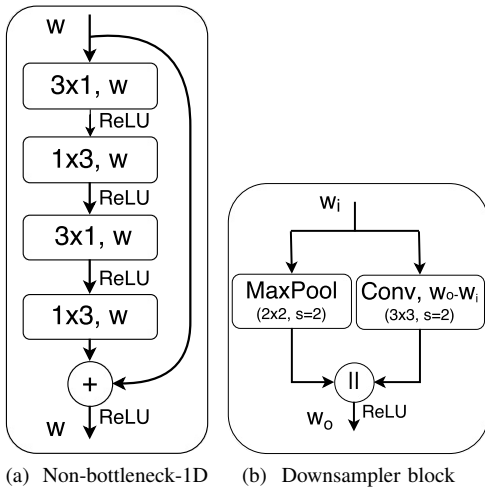 w
3x1, w
ReLU
1x3, w
ReLU
3x1, w
ReLU
1x3, w
+
ReLU
w
(a) Non-bottleneck-1D
wi
MaxPool
(2x2, s=2)
Conv, wo-wi
(3x3, s=2)
||
ReLU
wo
(b) Downsampler block